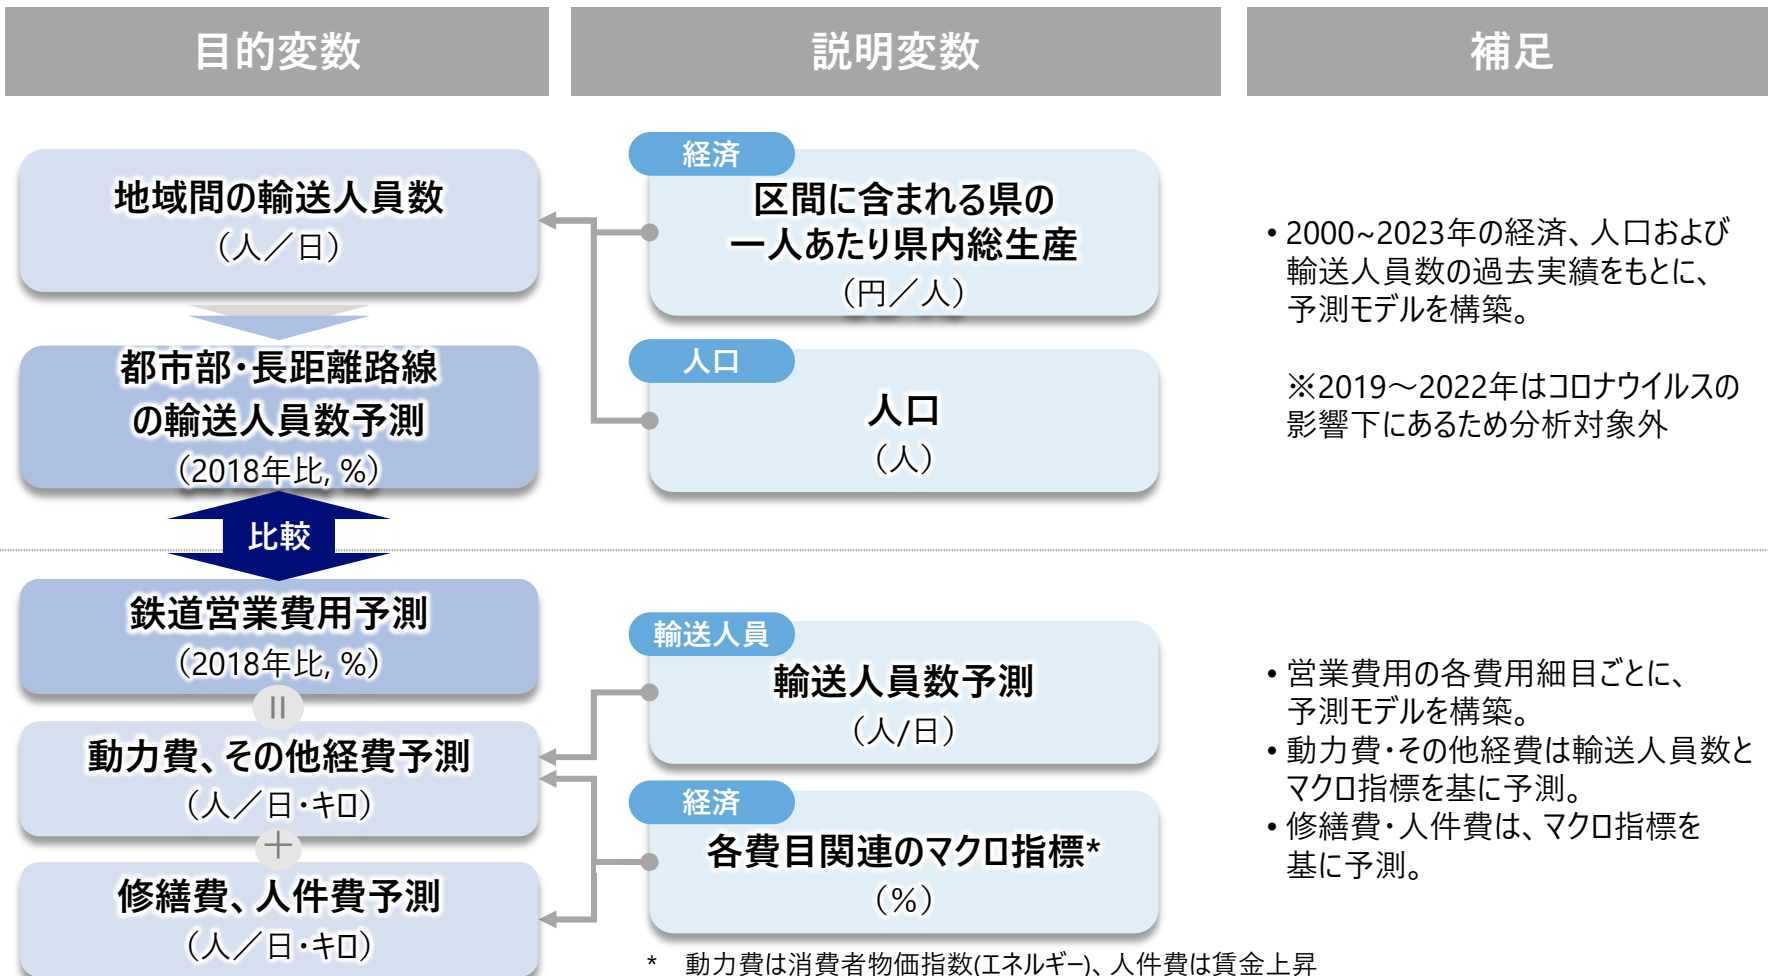 目的変数
説明変数
補足
地域間の輸送人員数
（人／日）
都市部・長距離路線
の輸送人員数予測
（2018年比, %）
経済
区間に含まれる県の
一人あたり県内総生産
（円／人）
人口
人口
（人）
• 2000~2023年の経済、人口および
輸送人員数の過去実績をもとに、
予測モデルを構築。
※2019～2022年はコロナウイルスの
影響下にあるため分析対象外
比較
鉄道営業費用予測
（2018年比, %）
=
動力費、その他経費予測
（人／日・キロ）
+
修繕費、人件費予測
（人／日・キロ）
輸送人員
輸送人員数予測
（人/日）
経済
各費目関連のマクロ指標*
（%）
• 営業費用の各費用細目ごとに、
予測モデルを構築。
• 動力費・その他経費は輸送人員数と
マクロ指標を基に予測。
• 修繕費・人件費は、マクロ指標を
基に予測。
* 動力費は消費者物価指数(エネルギー)、人件費は賃金上昇